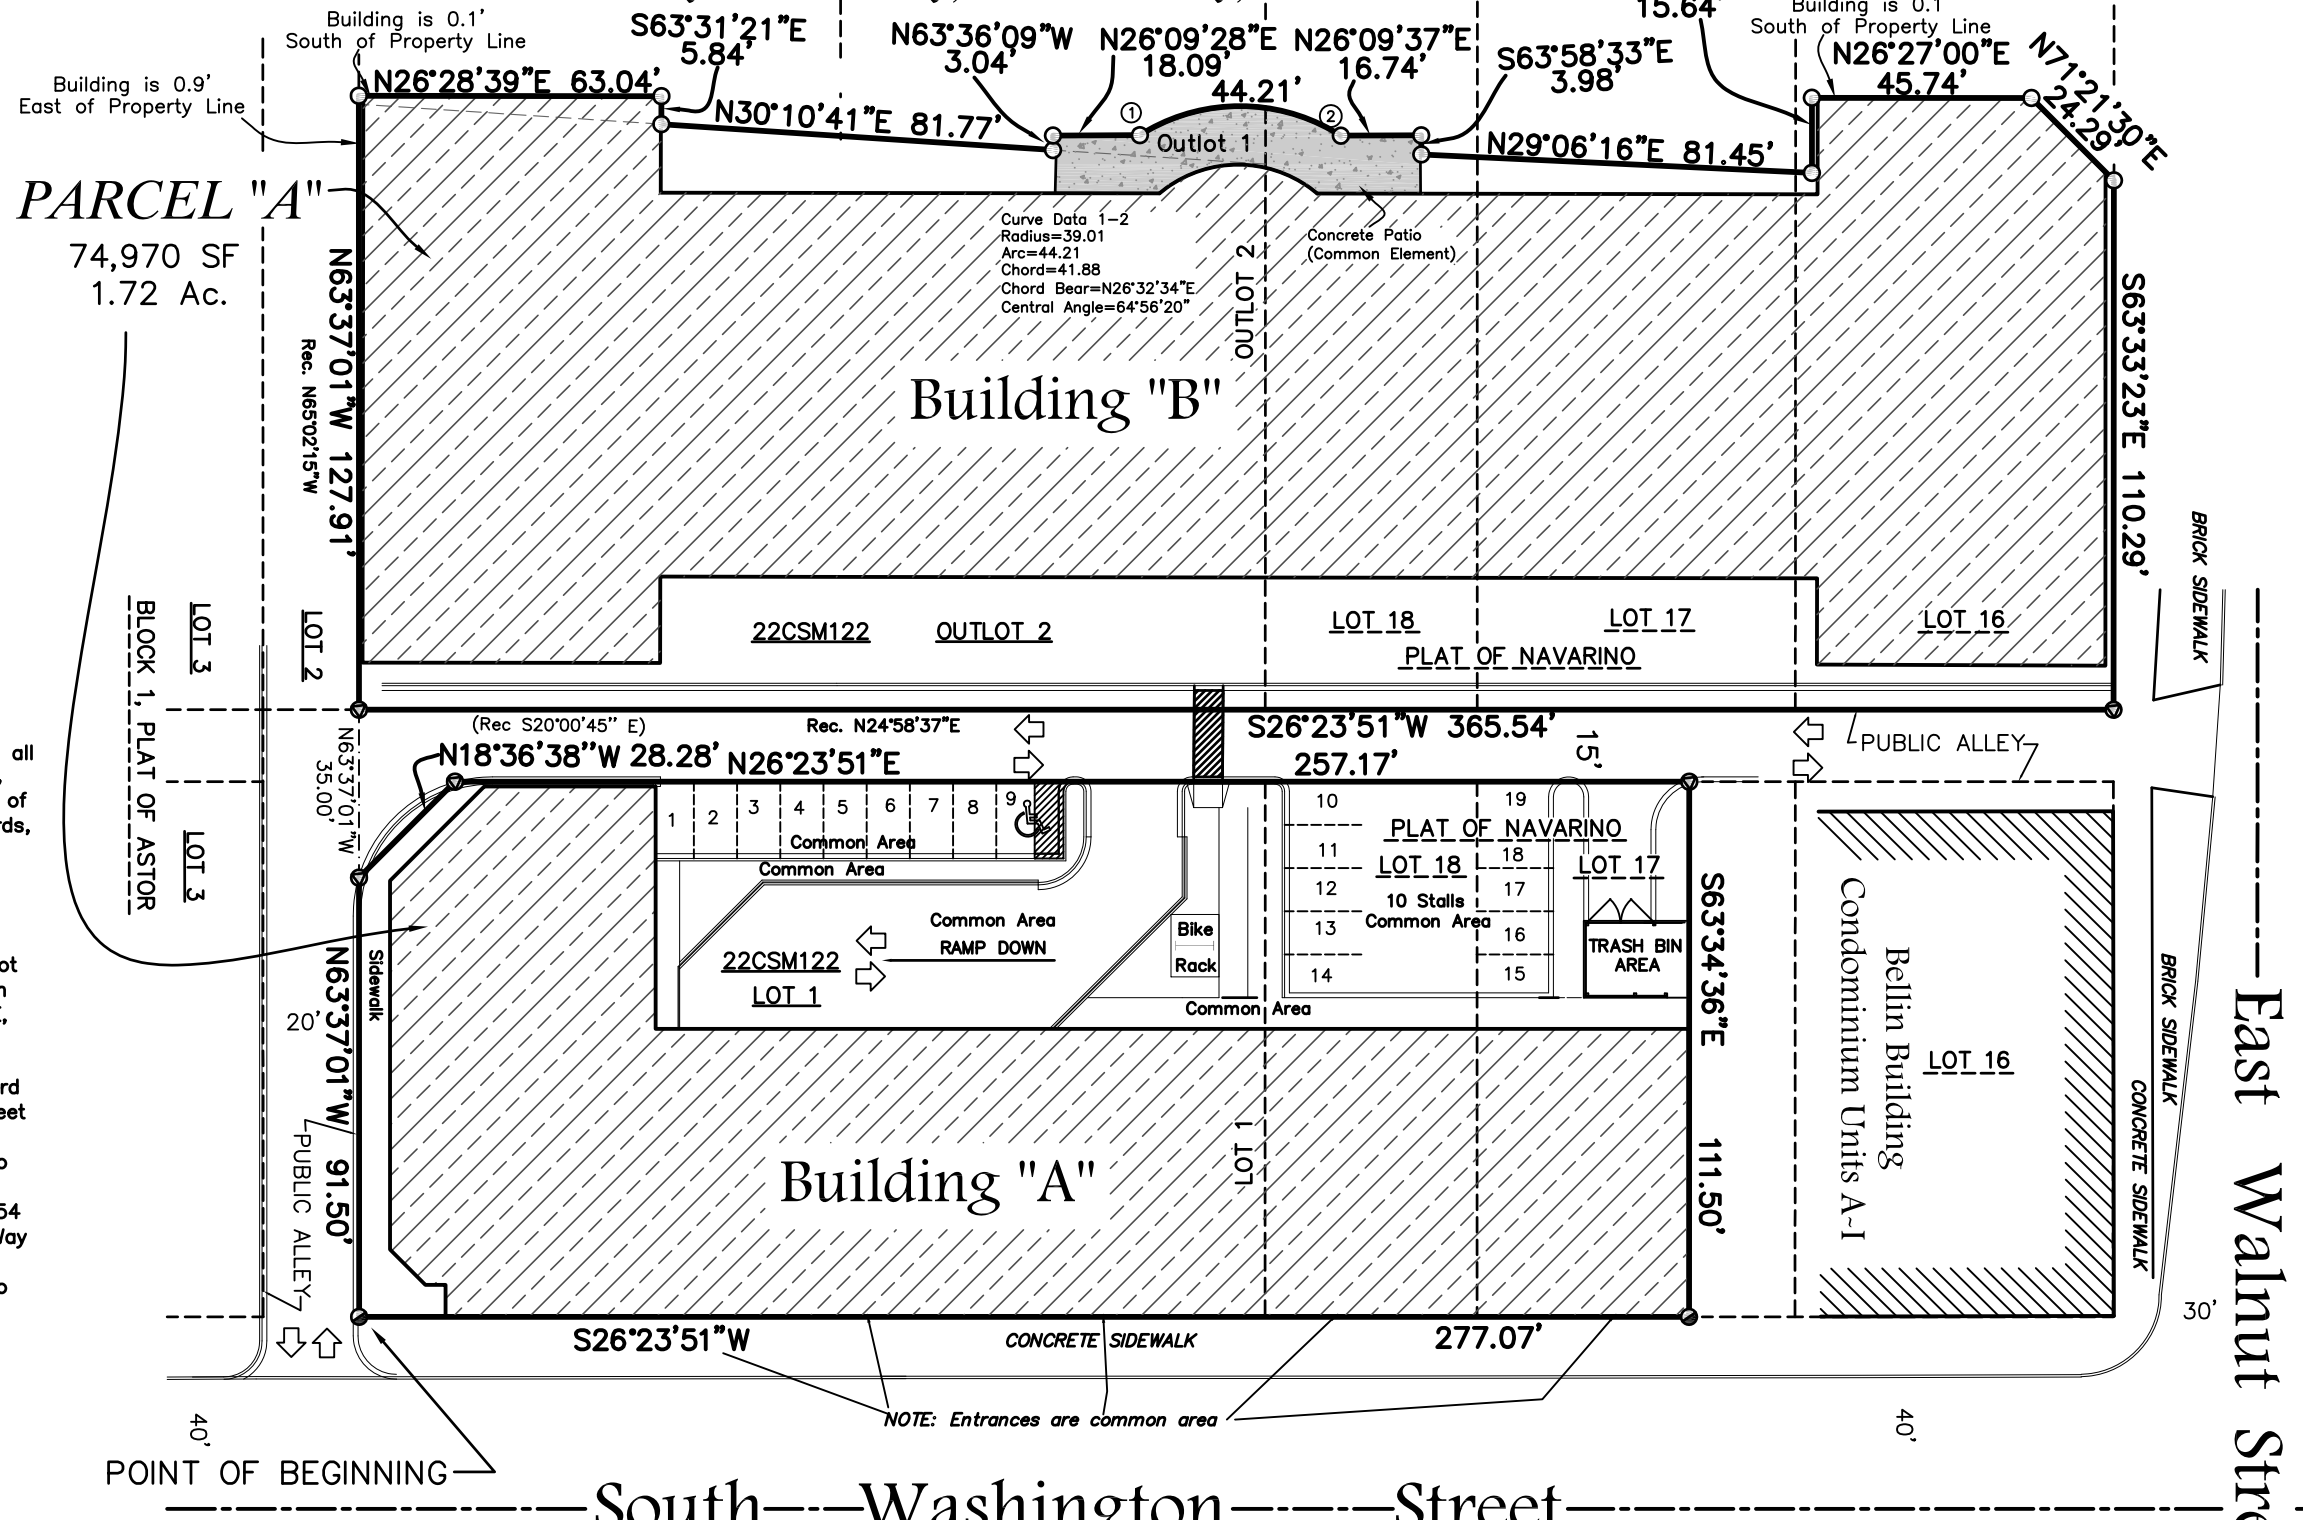 Building is 0.1'
South of Property Line
S63°31'21"E
5.84'
N63°36'09"W
3.04'
N26°09'28"E
18.09'
44.21'
N26°09'37"E
16.74'
S63°58'33"E
3.98'
15.64'
Building is 0.1'
South of Property Line
N26°27'00"E
45.74'
N71°21'30"E
24.29'
Building is 0.9'
East of Property Line
N26°28'39"E 63.04'
N30°10'41"E 81.77'
1
2
Outlot 1
N29°06'16"E 81.45'
PARCEL "A"
74,970 SF
1.72 Ac.
N63°37'01"W 127.91'
Rec. N65°02'15"W
Curve Data 1-2
Radius=39.01
Arc=44.21
Chord=41.88
Chord Bear=N26°32'34"E
Central Angle=64°56'20"
OUTLOT 2
Concrete Patio
(Common Element)
S63°33'23"E 110.29'
Building "B"
BRICK SIDEWALK
BLOCK 1, PLAT OF ASTOR
LOT 3
LOT 2
22CSM122
OUTLOT 2
LOT 18
LOT 17
LOT 16
PLAT OF NAVARINO
(Rec S20°00'45" E)
Rec. N24°58'37"E
S26°23'51"W 365.54'
N18°36'38"W 28.28'
N26°23'51"E
257.17'
15'
PUBLIC ALLEY
N63°37'01"W
35.00'
all
of
rds,
LOT 3
1
2
3
4
5
6
7
8
9
Common Area
Common Area
10
11
12
13
14
19
18
17
16
15
PLAT OF NAVARINO
LOT 18
LOT 17
10 Stalls
Common Area
Common Area
RAMP DOWN
22CSM122
LOT 1
Bike
Rack
TRASH BIN
AREA
Common Area
S63°34'36"E
111.50'
Bellin Building
Condominium Units A~I
LOT 16
BRICK SIDEWALK
CONCRETE SIDEWALK
Sidewalk
N63°37'01"W 91.50'
20'
PUBLIC ALLEY
ot
n
rd
eet
o
54
Way
o
Building "A"
LOT 1
S26°23'51"W
CONCRETE SIDEWALK
277.07'
30'
NOTE: Entrances are common area
40'
40'
POINT OF BEGINNING
South Washington Street
East Walnut Stre